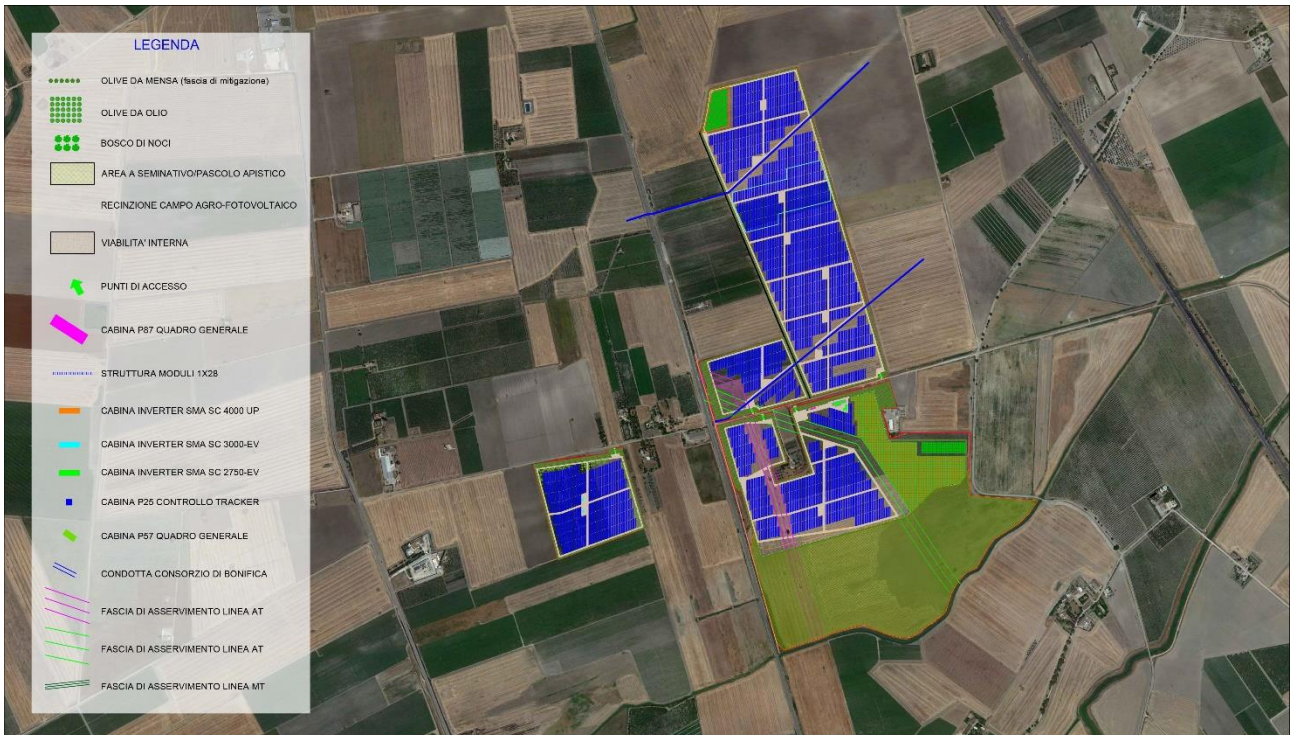 LEGENDA
OLIVE DA MENSA (fascia di mitigazione)
OLIVE DA OLIO
BOSCO DI NOCI
AREA A SEMINATIVO/PASCOLO APISTICO
RECINZIONE CAMPO AGRO-FOTOVOLTAICO
VIABILITA' INTERNA
PUNTI DI ACCESSO
CABINA P87 QUADRO GENERALE
STRUTTURA MODULI 1X28
CABINA INVERTER SMA SC 4000 UP
CABINA INVERTER SMA SC 3000-EV
CABINA INVERTER SMA SC 2750-EV
CABINA P25 CONTROLLO TRACKER
CABINA P57 QUADRO GENERALE
CONDOTTA CONSORZIO DI BONIFICA
FASCIA DI ASSERVIMENTO LINEA AT
FASCIA DI ASSERVIMENTO LINEA AT
FASCIA DI ASSERVIMENTO LINEA MT